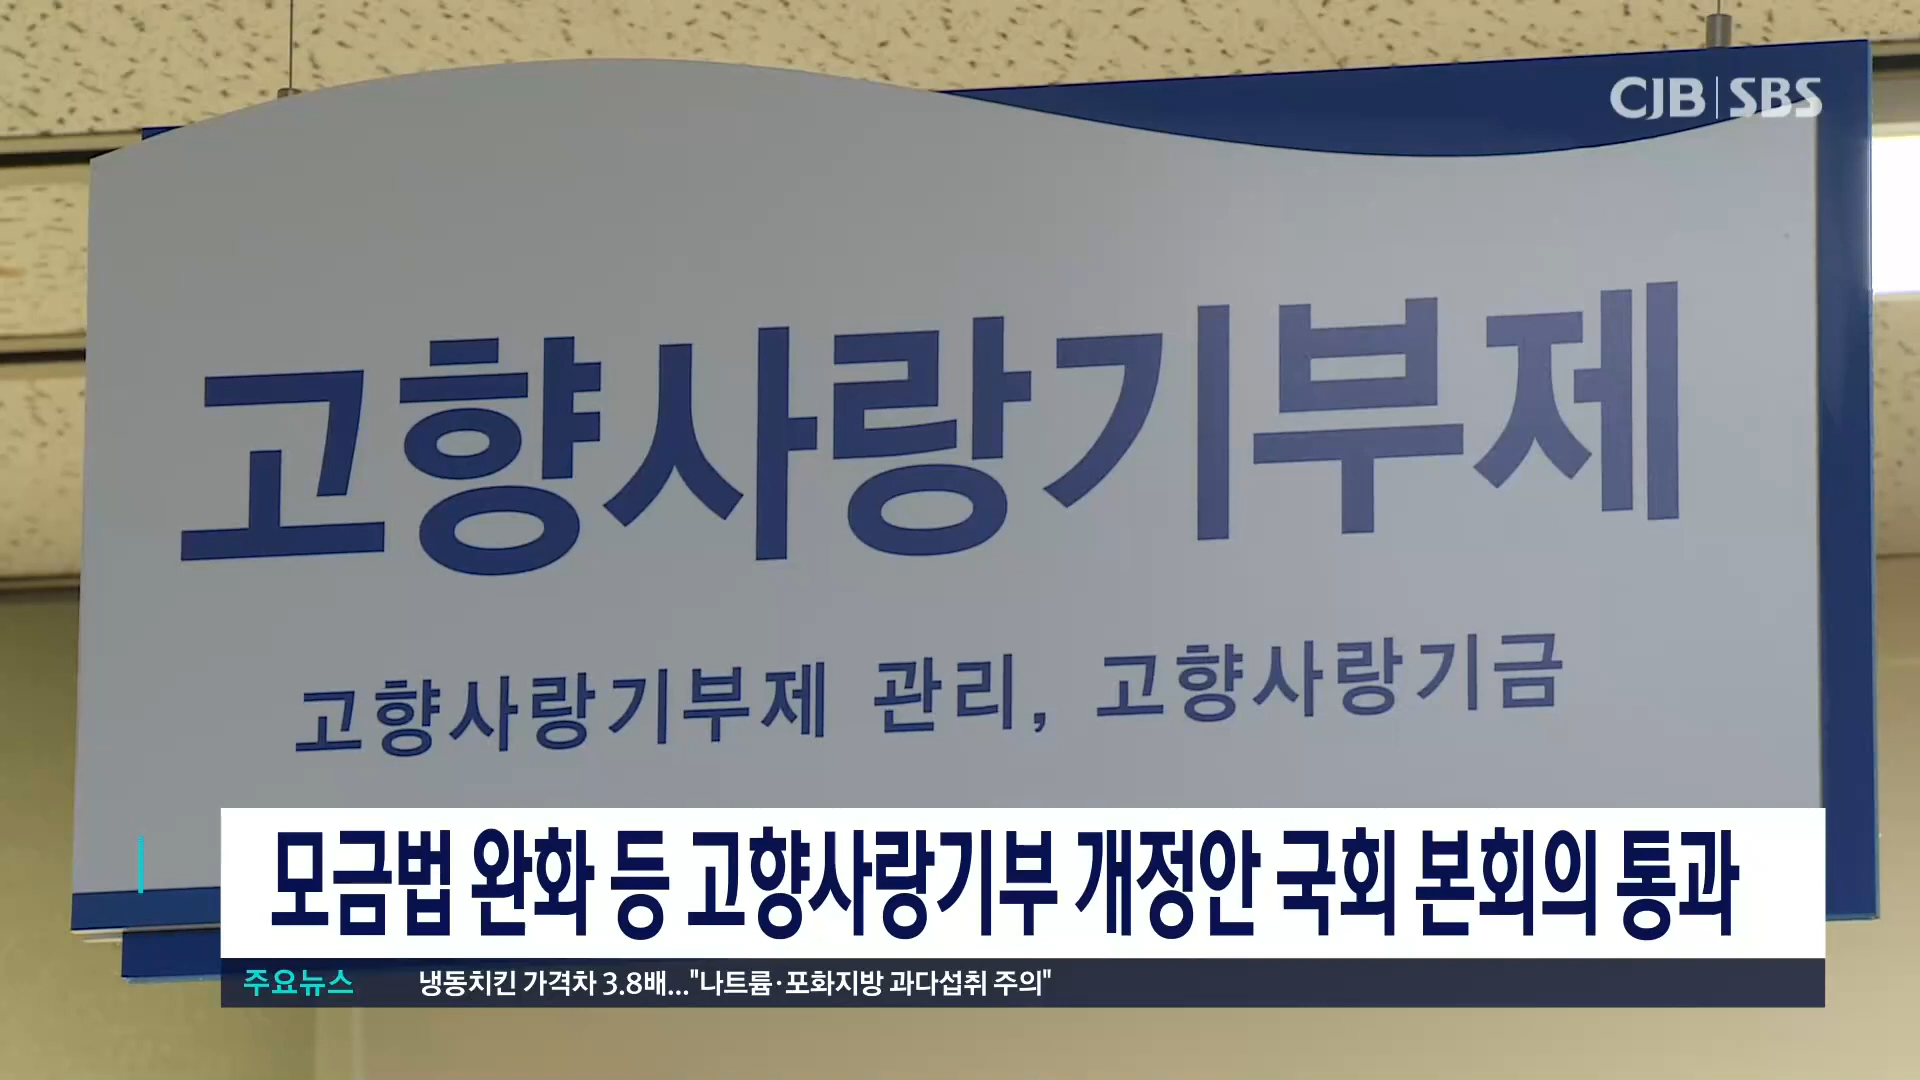 CJB SBS
고향사랑기부제
고향사랑기부제 관리, 고향사랑기금
모금법 완화 등 고향사랑기부 개정안 국회 본회의 통과
주요뉴스 냉동치킨 가격차 3.8배..."나트륨·포화지방 과다섭취 주의"